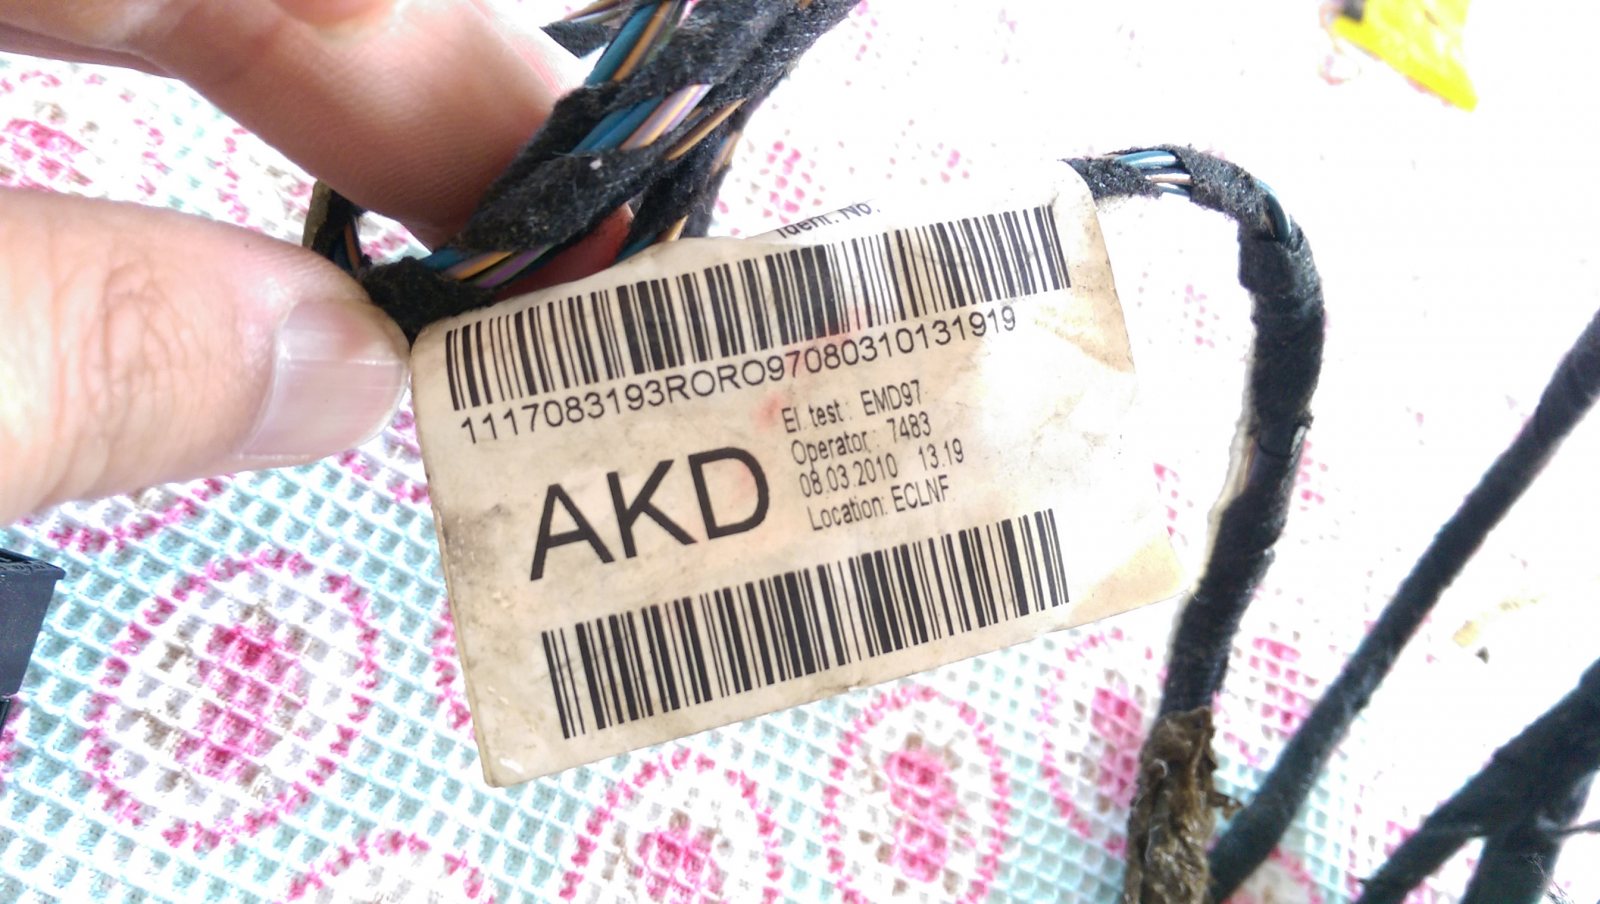 Ident. No.
1117083193RORO97080310131919
AKD
El. test : EMD97
Operator : 7483
08.03.2010 13.19
Location: ECLNF